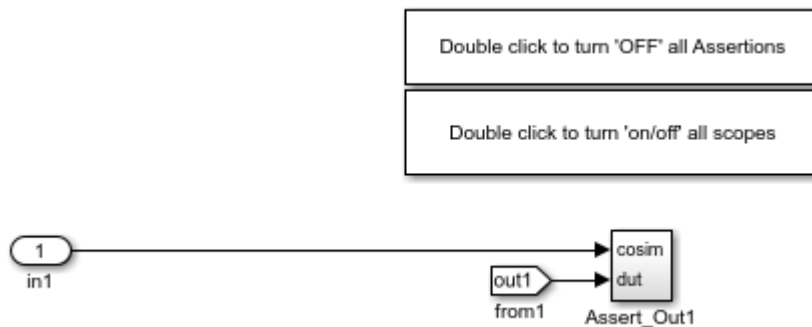 Double click to turn 'OFF' all Assertions
Double click to turn 'on/off' all scopes
1
in1
out1
from1
cosim
dut
Assert_Out1